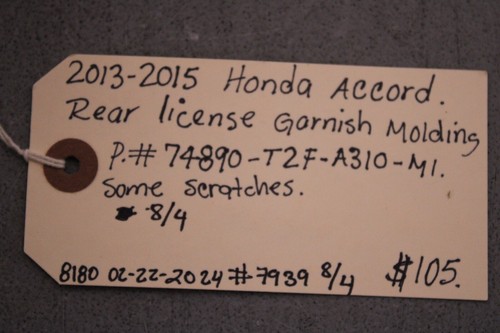 2013-2015 Honda Accord.
Rear license Garnish Molding
P.# 74890-T2F-A310-M1.
Some scratches.
8/4
8180 02-22-2024 #7939 8/4 $105.